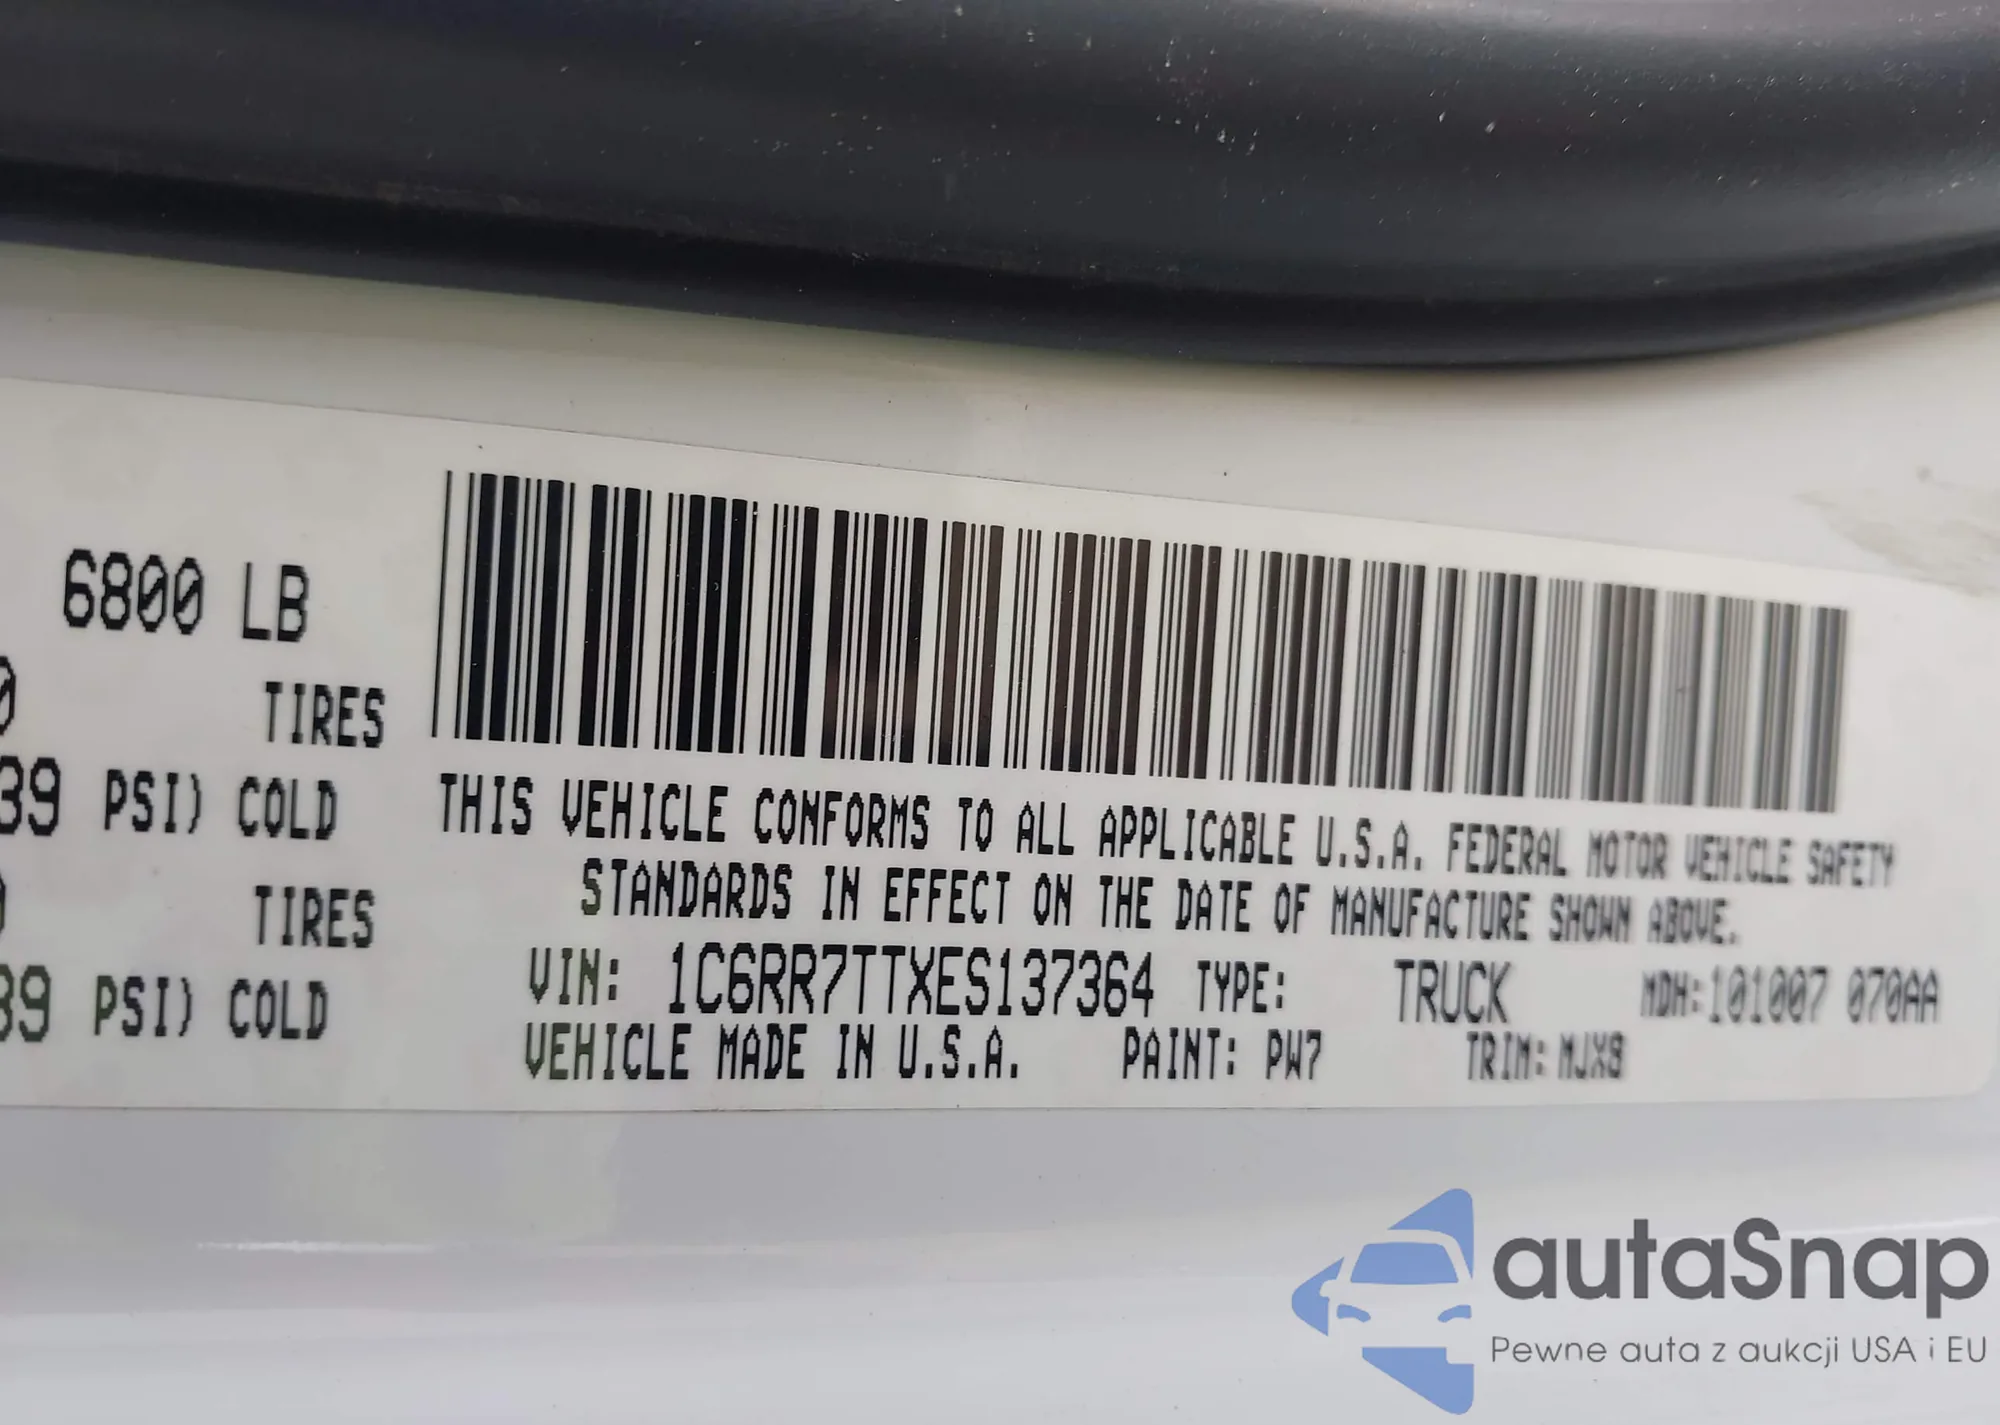 6800 LB
TIRES
39 PSI) COLD
TIRES
39 PSI) COLD
THIS VEHICLE CONFORMS TO ALL APPLICABLE U.S.A. FEDERAL MOTOR VEHICLE SAFETY
STANDARDS IN EFFECT ON THE DATE OF MANUFACTURE SHOWN ABOVE.
VIN: 1C6RR7TTXES137364 TYPE: TRUCK MDH:101007 070AA
VEHICLE MADE IN U.S.A. PAINT: PW7 TRIM: MJX8
autaSnap
Pewne auta z aukcji USA i EU